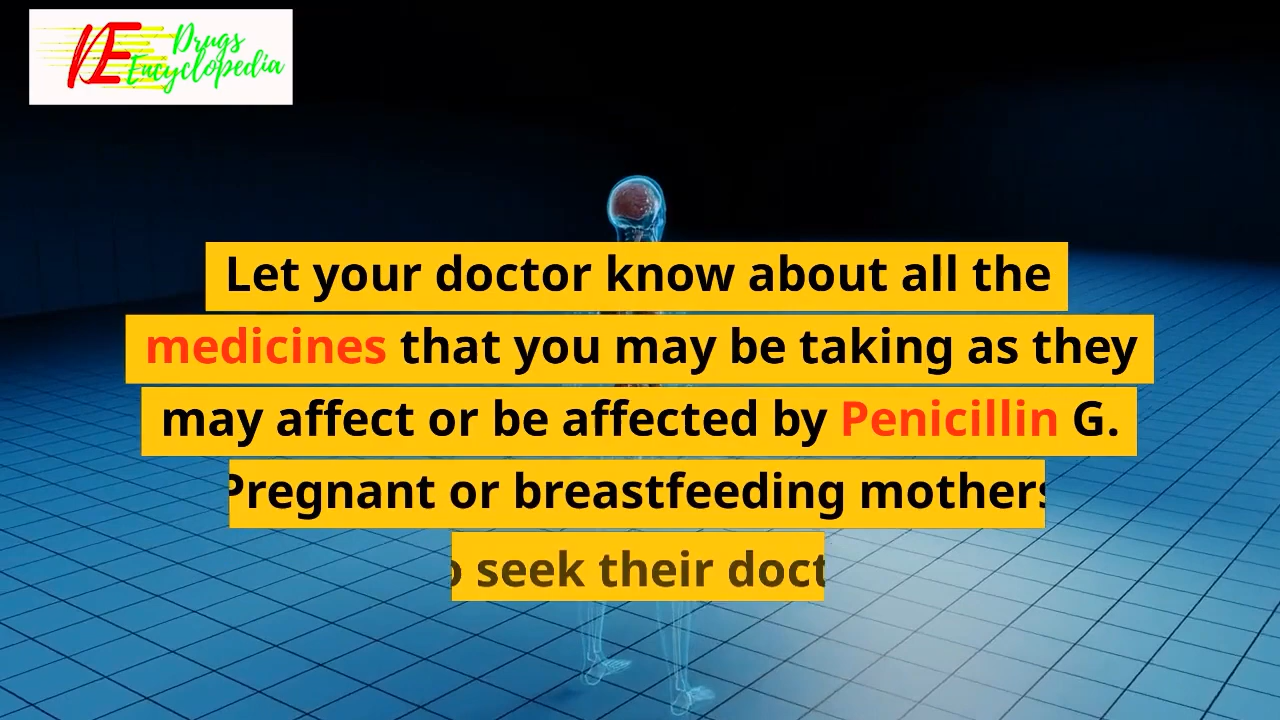 DE Drugs
Encyclopedia
Let your doctor know about all the
medicines that you may be taking as they
may affect or be affected by Penicillin G.
Pregnant or breastfeeding mothers
seek their